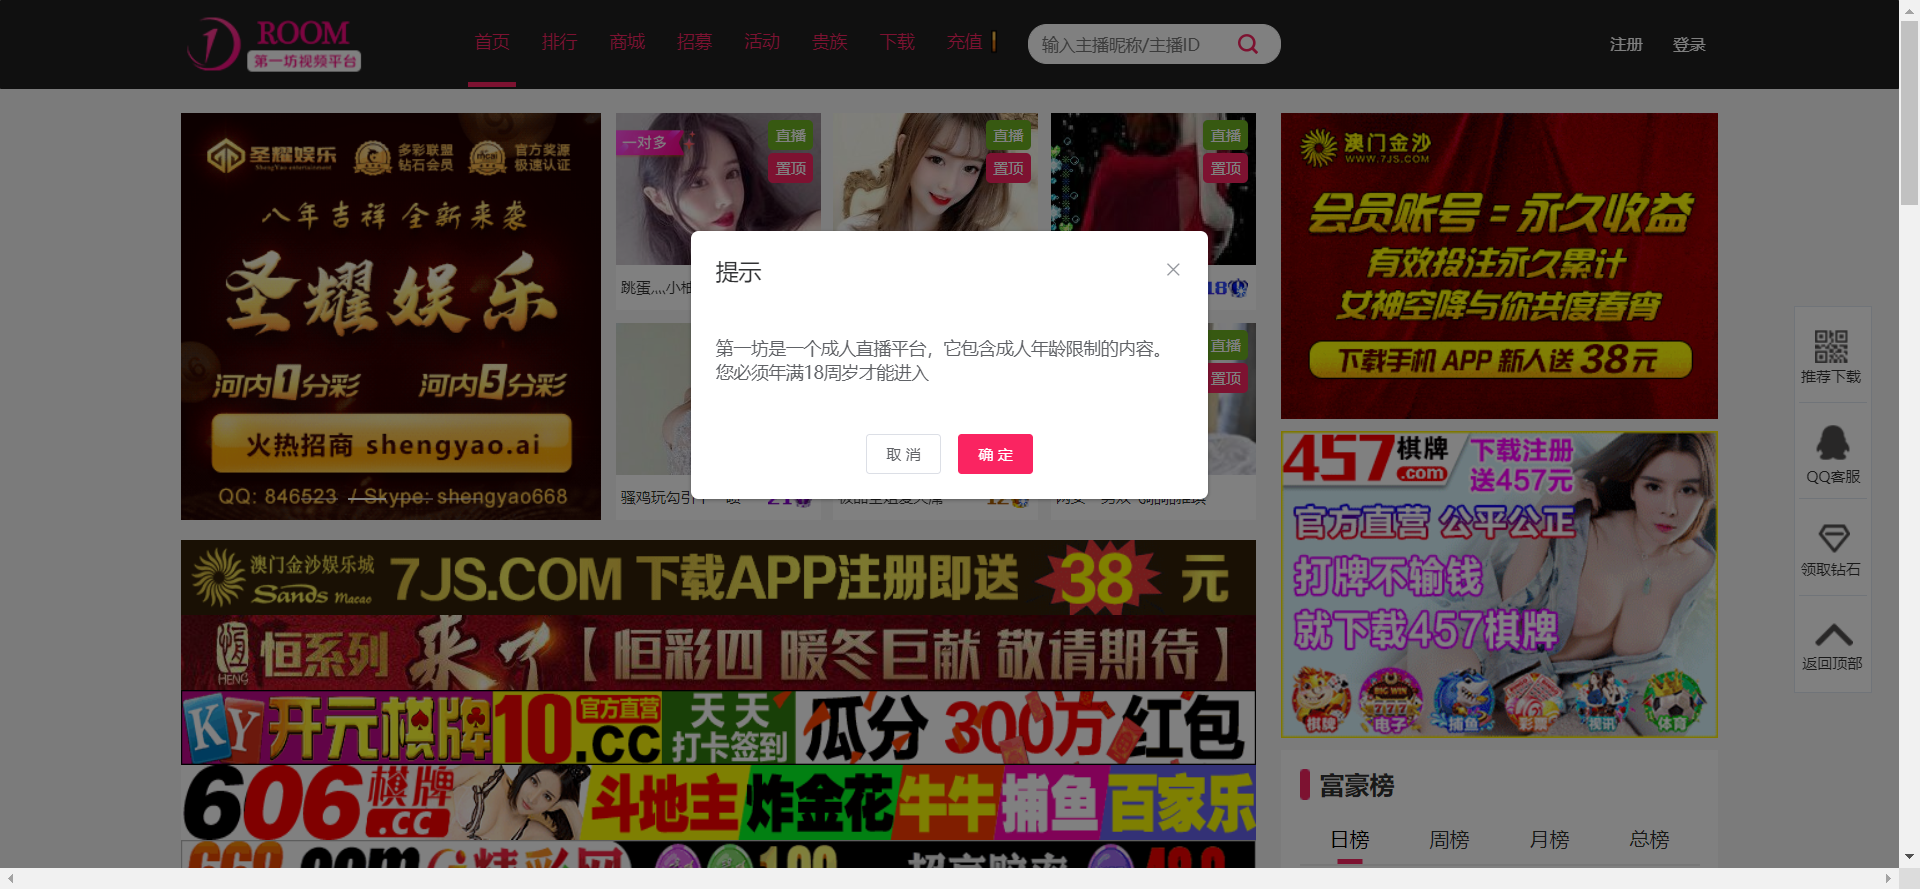 ROOM
第一坊视频平台
首页 排行 商城 招募 活动 贵族 下载 充值
输入主播昵称/主播ID
注册 登录
圣耀娱乐
ShengYao entertainment
多彩联盟
钻石会员
官方奖源
极速认证
八年吉祥 全新来袭
圣耀娱乐
河内1分彩 河内5分彩
火热招商 shengyao.ai
QQ: 846523 Skype: shengyao668
一对多
直播
置顶
直播
置顶
直播
置顶
跳蛋灬小柚
18
直播
置顶
提示
第一坊是一个成人直播平台，它包含成人年龄限制的内容。
您必须年满18周岁才能进入
取 消
确 定
澳门金沙
WWW.7JS.COM
会员账号=永久收益
有效投注永久累计
女神空降与你共度春宵
下载手机 APP 新人送 38元
457棋牌
.com
下载注册
送457元
官方直营 公平公正
打牌不输钱
就下载457棋牌
棋牌
BIG WIN
777
电子
捕鱼
彩票
视讯
体育
推荐下载
QQ客服
领取钻石
返回顶部
澳门金沙娱乐城
Sands Macao
7JS.COM 下载APP注册即送 38 元
恒
HENG
恒系列 来了【恒彩四 暖冬巨献 敬请期待】
KY 开元棋牌 10.CC
官方直营
天天
打卡签到
瓜分 300万 红包
606棋牌
.cc
斗地主 炸金花 牛牛 捕鱼 百家乐
富豪榜
日榜 周榜 月榜 总榜